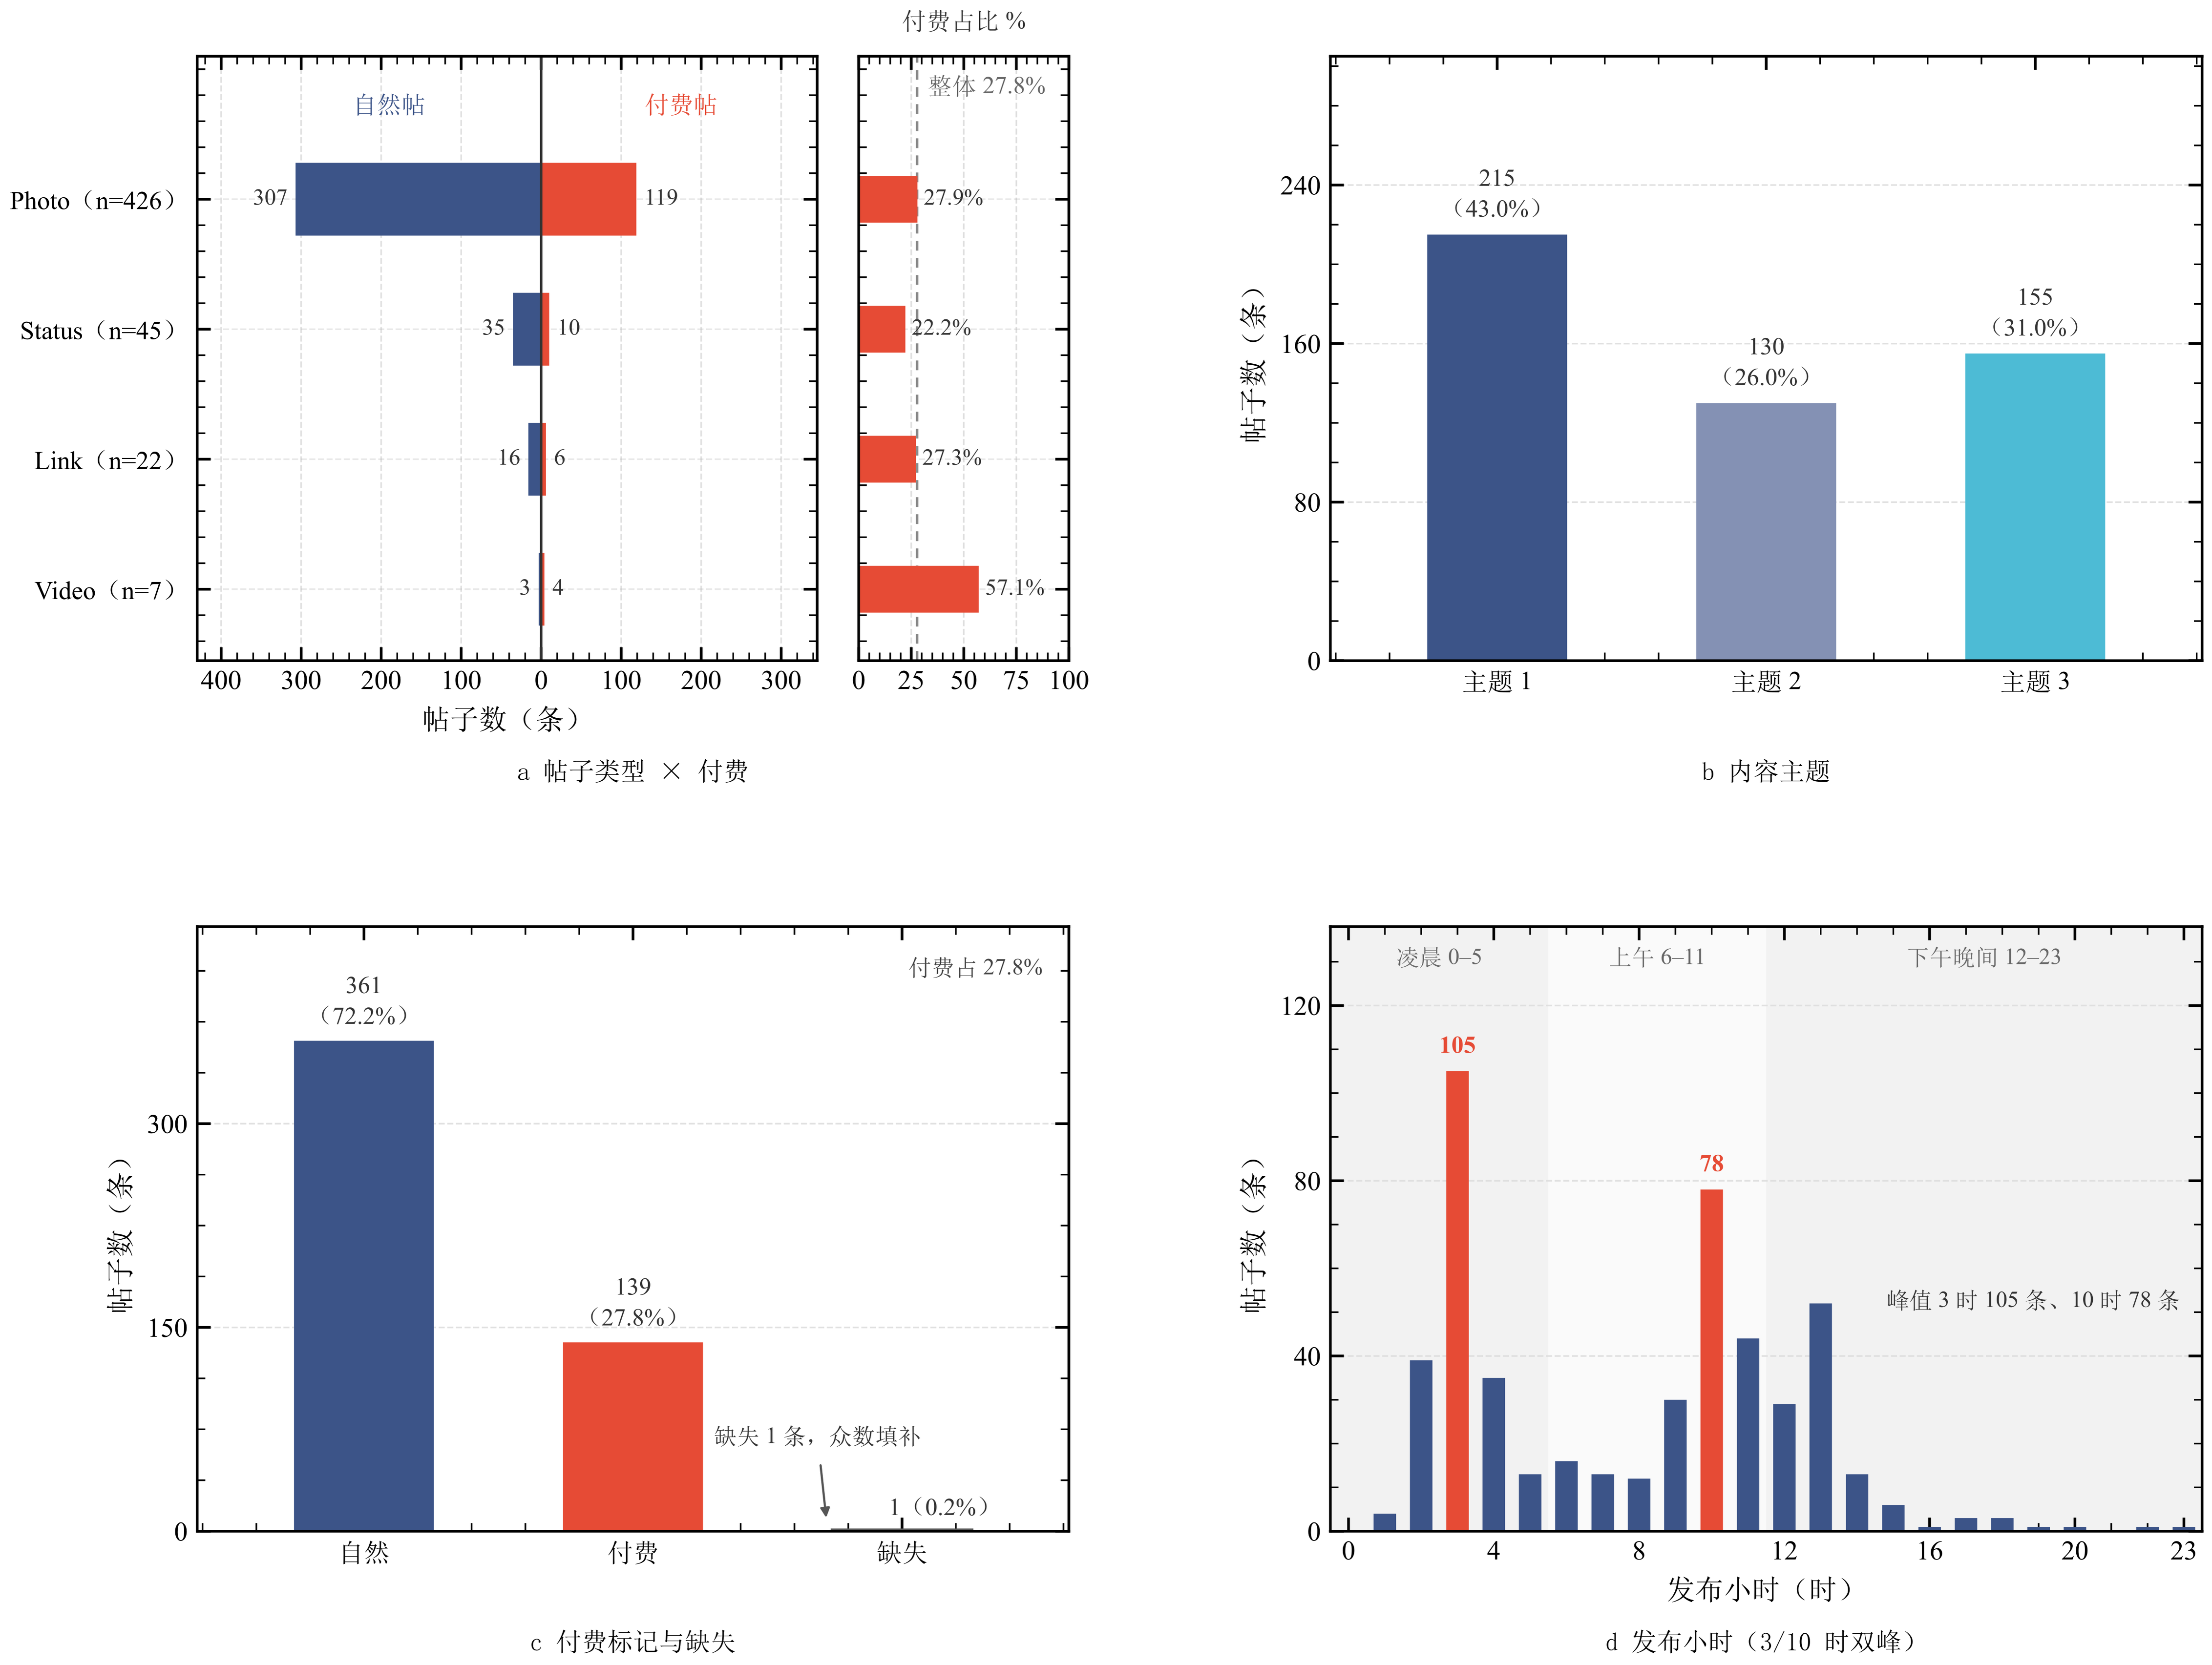 付费占比 %
自然帖
付费帖
整体 27.8%
Photo（n=426）
307
119
27.9%
Status（n=45）
35
10
22.2%
Link（n=22）
16
6
27.3%
Video（n=7）
3
4
57.1%
400 300 200 100 0 100 200 300
0 25 50 75 100
帖子数（条）
a 帖子类型 × 付费
帖子数（条）
240
160
80
0
215
（43.0%）
130
（26.0%）
155
（31.0%）
主题 1
主题 2
主题 3
b 内容主题
帖子数（条）
300
150
0
付费占 27.8%
361
（72.2%）
139
（27.8%）
缺失 1 条，众数填补
1（0.2%）
自然
付费
缺失
c 付费标记与缺失
帖子数（条）
120
80
40
0
凌晨 0–5
上午 6–11
下午晚间 12–23
105
78
峰值 3 时 105 条、10 时 78 条
0 4 8 12 16 20 23
发布小时（时）
d 发布小时（3/10 时双峰）